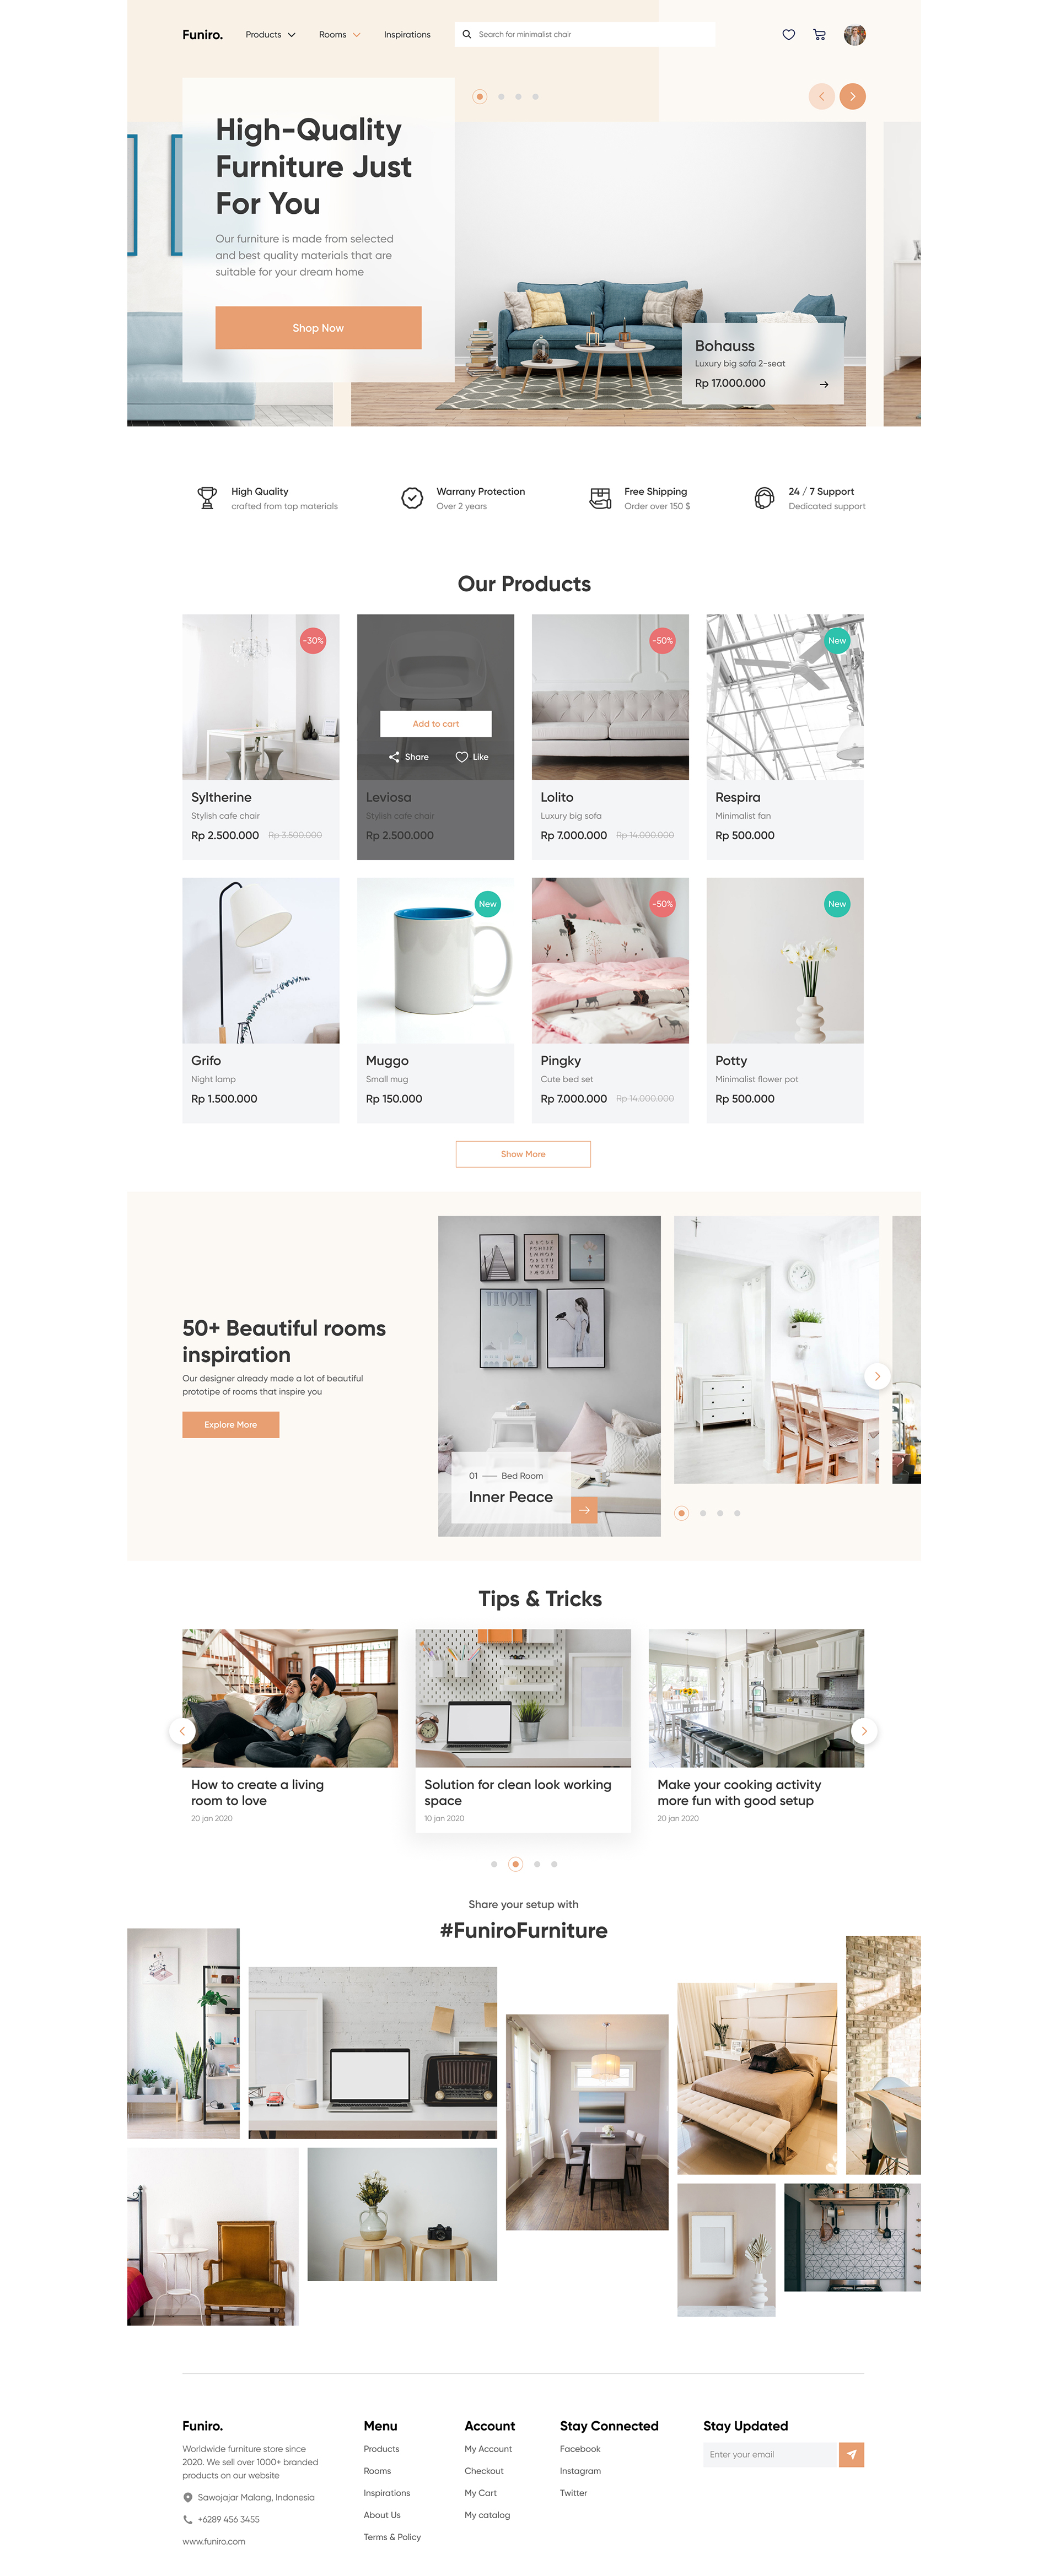 Funiro.
Products
Rooms
Inspirations
Search for minimalist chair
High-Quality
Furniture Just
For You
Our furniture is made from selected
and best quality materials that are
suitable for your dream home
Shop Now
Bohauss
Luxury big sofa 2-seat
Rp 17.000.000
High Quality
crafted from top materials
Warrany Protection
Over 2 years
Free Shipping
Order over 150 $
24 / 7 Support
Dedicated support
Our Products
-30%
Syltherine
Stylish cafe chair
Rp 2.500.000 Rp 3.500.000
Add to cart
Share
Like
Leviosa
Stylish cafe chair
Rp 2.500.000
-50%
Lolito
Luxury big sofa
Rp 7.000.000 Rp 14.000.000
New
Respira
Minimalist fan
Rp 500.000
Grifo
Night lamp
Rp 1.500.000
New
Muggo
Small mug
Rp 150.000
-50%
Pingky
Cute bed set
Rp 7.000.000 Rp 14.000.000
New
Potty
Minimalist flower pot
Rp 500.000
Show More
50+ Beautiful rooms
inspiration
Our designer already made a lot of beautiful
prototipe of rooms that inspire you
Explore More
TIVOLI
01 Bed Room
Inner Peace
Tips & Tricks
How to create a living
room to love
20 jan 2020
Solution for clean look working
space
10 jan 2020
Make your cooking activity
more fun with good setup
20 jan 2020
Share your setup with
#FuniroFurniture
Funiro.
Worldwide furniture store since
2020. We sell over 1000+ branded
products on our website
Sawojajar Malang, Indonesia
+6289 456 3455
www.funiro.com
Menu
Products
Rooms
Inspirations
About Us
Terms & Policy
Account
My Account
Checkout
My Cart
My catalog
Stay Connected
Facebook
Instagram
Twitter
Stay Updated
Enter your email